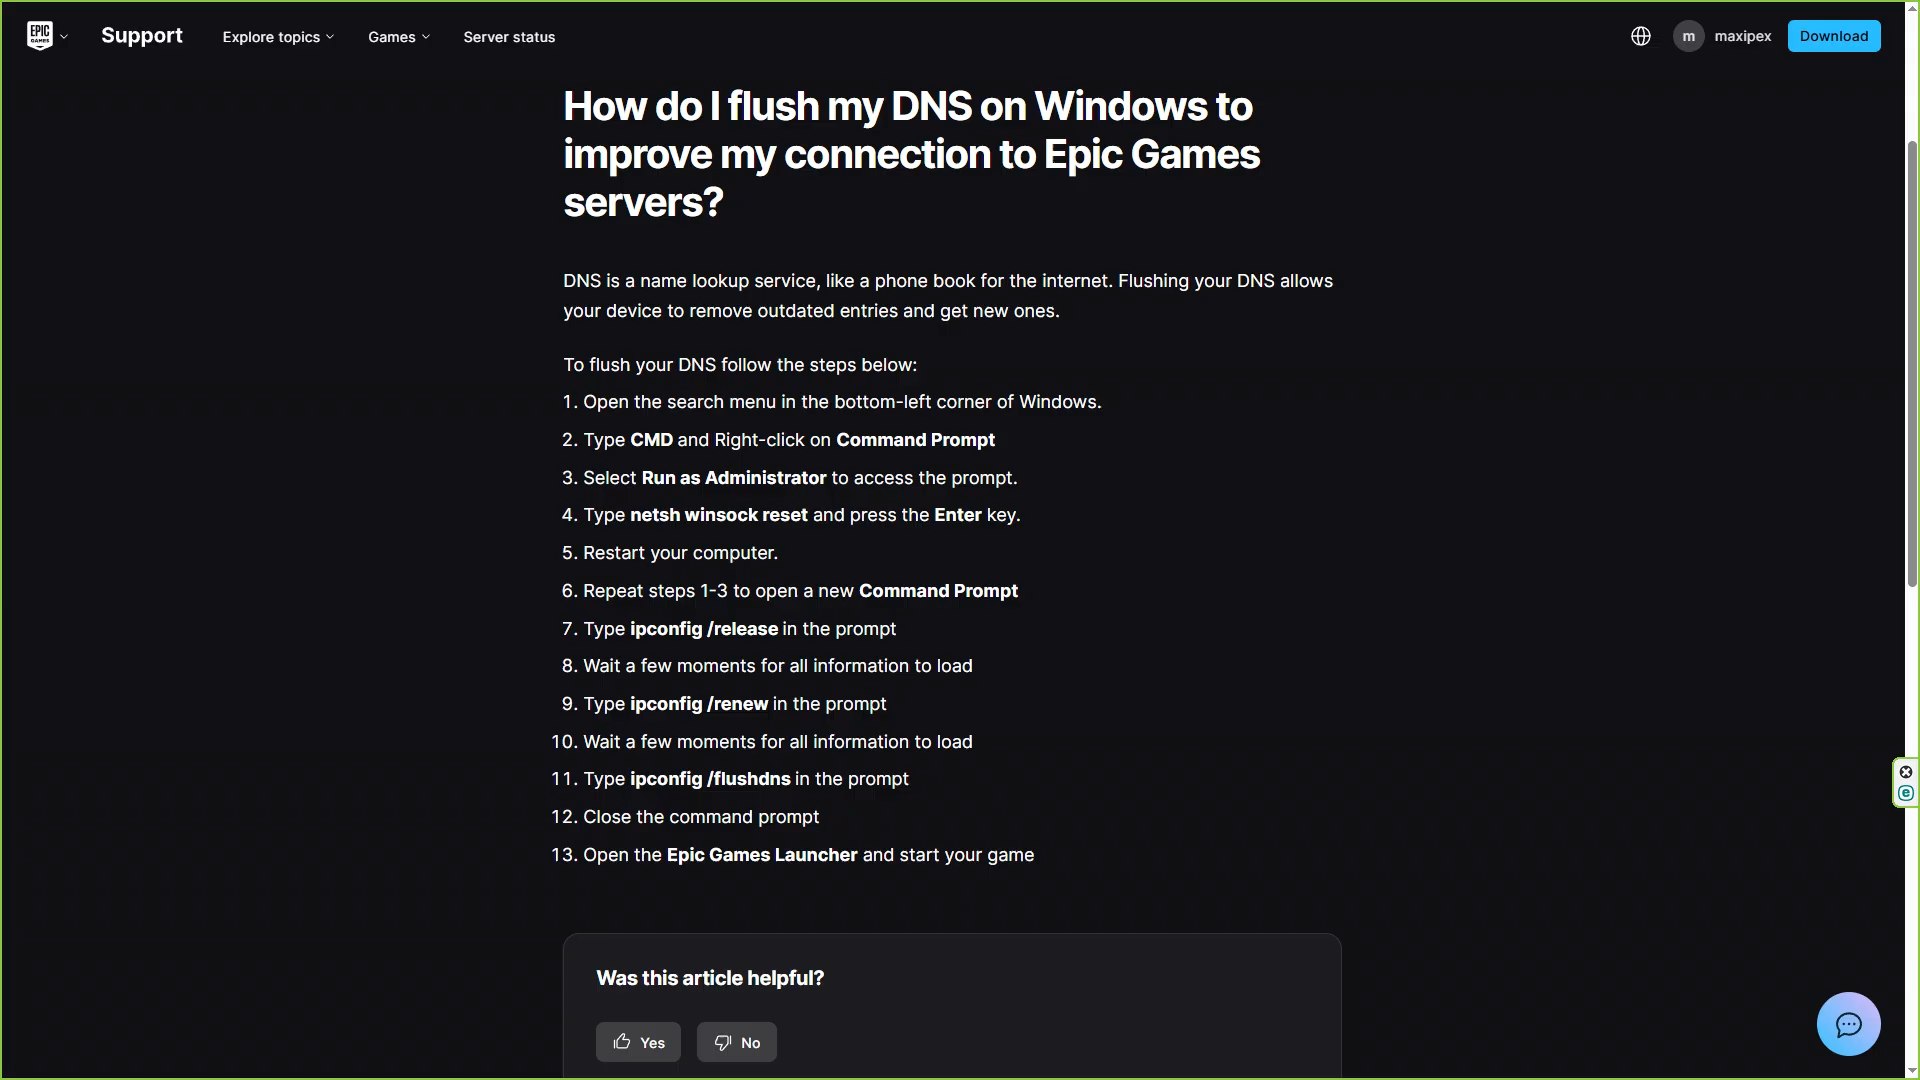 EPIC
GAMES
Support
Explore topics
Games
Server status
m
maxipex
Download
How do I flush my DNS on Windows to
improve my connection to Epic Games
servers?
DNS is a name lookup service, like a phone book for the internet. Flushing your DNS allows
your device to remove outdated entries and get new ones.
To flush your DNS follow the steps below:
1. Open the search menu in the bottom-left corner of Windows.
2. Type CMD and Right-click on Command Prompt
3. Select Run as Administrator to access the prompt.
4. Type netsh winsock reset and press the Enter key.
5. Restart your computer.
6. Repeat steps 1-3 to open a new Command Prompt
7. Type ipconfig /release in the prompt
8. Wait a few moments for all information to load
9. Type ipconfig /renew in the prompt
10. Wait a few moments for all information to load
11. Type ipconfig /flushdns in the prompt
12. Close the command prompt
13. Open the Epic Games Launcher and start your game
Was this article helpful?
Yes
No
e